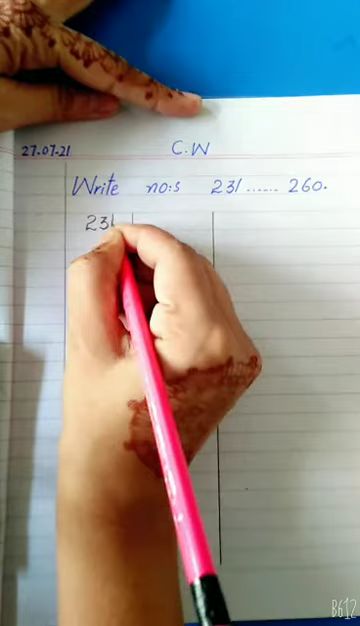 27.07.21
C.W
Write no:s 231 ...... 260.
231
B612